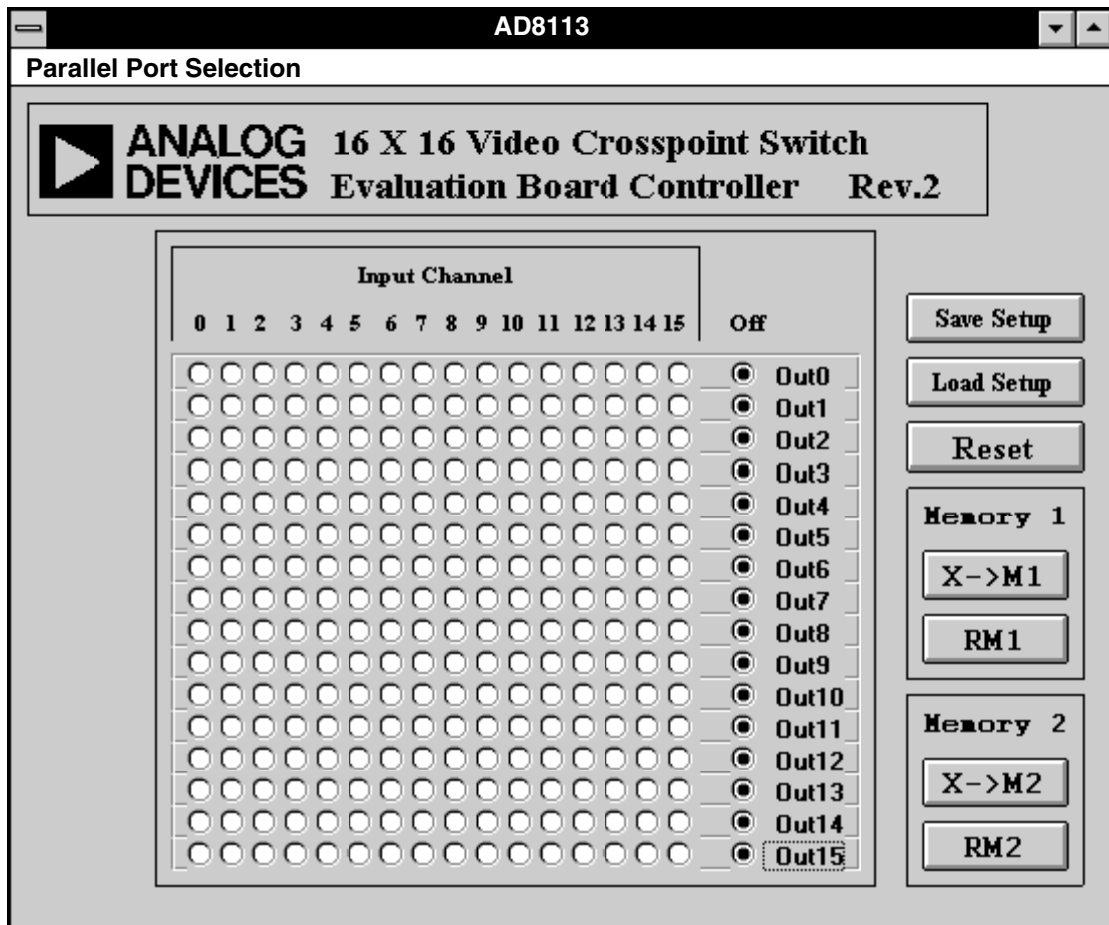 AD8113
Parallel Port Selection
ANALOG
DEVICES
16 X 16 Video Crosspoint Switch
Evaluation Board Controller Rev.2
Input Channel
0 1 2 3 4 5 6 7 8 9 10 11 12 13 14 15 Off
Out0
Out1
Out2
Out3
Out4
Out5
Out6
Out7
Out8
Out9
Out10
Out11
Out12
Out13
Out14
Out15
Save Setup
Load Setup
Reset
Memory 1
X->M1
RM1
Memory 2
X->M2
RM2